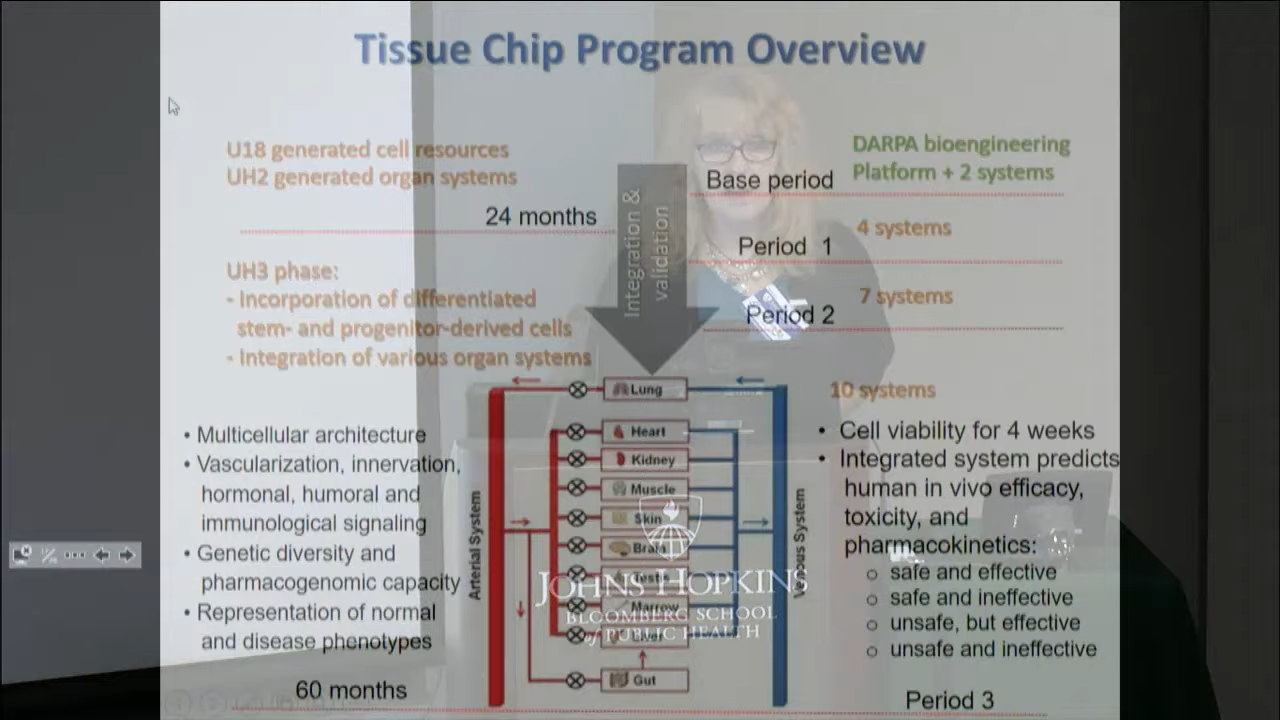 Tissue Chip Program Overview
U18 generated cell resources
UH2 generated organ systems
24 months
UH3 phase:
- Incorporation of differentiated
stem- and progenitor-derived cells
- Integration of various organ systems
Integration &
validation
DARPA bioengineering
Platform + 2 systems
Base period
4 systems
Period 1
7 systems
Period 2
10 systems
• Multicellular architecture
• Vascularization, innervation,
hormonal, humoral and
immunological signaling
• Genetic diversity and
pharmacogenomic capacity
• Representation of normal
and disease phenotypes
60 months
Arterial System
Lung
Heart
Kidney
Muscle
Skin
Brain
Testis
Marrow
Liver
Gut
Venous System
JOHNS HOPKINS
BLOOMBERG SCHOOL
of PUBLIC HEALTH
• Cell viability for 4 weeks
• Integrated system predicts
human in vivo efficacy,
toxicity, and
pharmacokinetics:
o safe and effective
o safe and ineffective
o unsafe, but effective
o unsafe and ineffective
Period 3